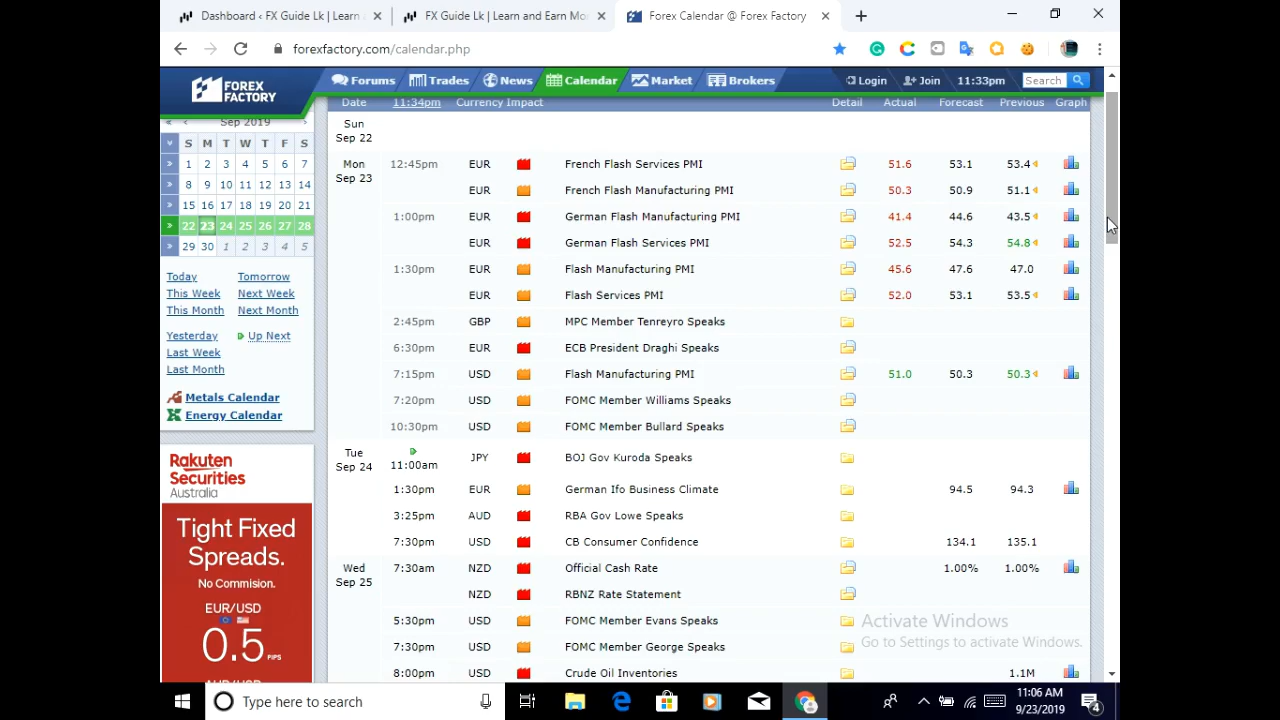 Dashboard ‹ FX Guide Lk | Learn a
FX Guide Lk | Learn and Earn Mo
Forex Calendar @ Forex Factory
forexfactory.com/calendar.php
FOREX FACTORY
Forums Trades News Calendar Market Brokers Login Join 11:33pm Search
Date 11:34pm Currency Impact Detail Actual Forecast Previous Graph
Sep 2019
S M T W T F S
1 2 3 4 5 6 7
8 9 10 11 12 13 14
15 16 17 18 19 20 21
22 23 24 25 26 27 28
29 30 1 2 3 4 5
Today Tomorrow
This Week Next Week
This Month Next Month
Yesterday Up Next
Last Week
Last Month
Metals Calendar
Energy Calendar
Rakuten
Securities
Australia
Tight Fixed
Spreads.
No Commision.
EUR/USD
0.5 PIPS
Sun
Sep 22
Mon
Sep 23
12:45pm EUR French Flash Services PMI 51.6 53.1 53.4
EUR French Flash Manufacturing PMI 50.3 50.9 51.1
1:00pm EUR German Flash Manufacturing PMI 41.4 44.6 43.5
EUR German Flash Services PMI 52.5 54.3 54.8
1:30pm EUR Flash Manufacturing PMI 45.6 47.6 47.0
EUR Flash Services PMI 52.0 53.1 53.5
2:45pm GBP MPC Member Tenreyro Speaks
6:30pm EUR ECB President Draghi Speaks
7:15pm USD Flash Manufacturing PMI 51.0 50.3 50.3
7:20pm USD FOMC Member Williams Speaks
10:30pm USD FOMC Member Bullard Speaks
Tue
Sep 24
11:00am JPY BOJ Gov Kuroda Speaks
1:30pm EUR German Ifo Business Climate 94.5 94.3
3:25pm AUD RBA Gov Lowe Speaks
7:30pm USD CB Consumer Confidence 134.1 135.1
Wed
Sep 25
7:30am NZD Official Cash Rate 1.00% 1.00%
NZD RBNZ Rate Statement
5:30pm USD FOMC Member Evans Speaks
7:30pm USD FOMC Member George Speaks
8:00pm USD Crude Oil Inventories 1.1M
Activate Windows
Go to Settings to activate Windows.
Type here to search
11:06 AM
9/23/2019
4